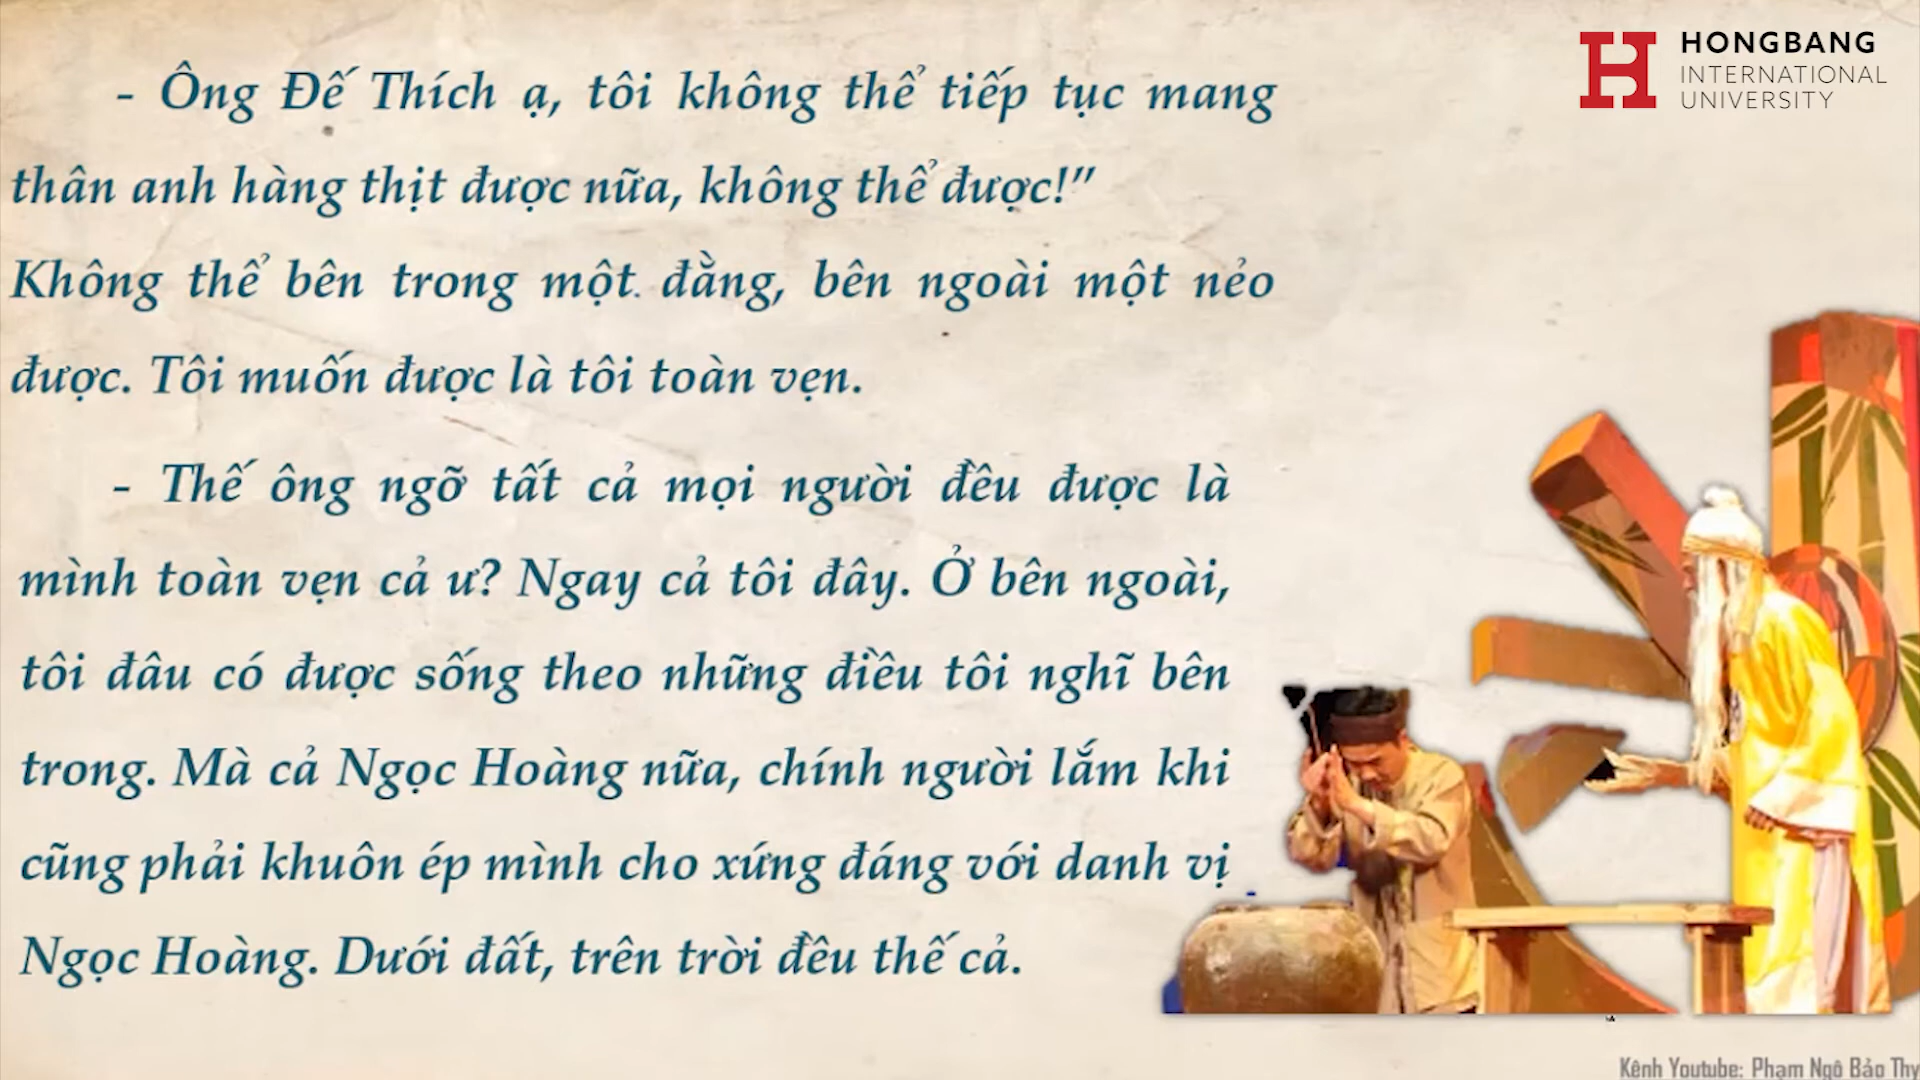 HONGBANG
INTERNATIONAL
UNIVERSITY
- Ông Đế Thích ạ, tôi không thể tiếp tục mang
thân anh hàng thịt được nữa, không thể được!”
Không thể bên trong một đằng, bên ngoài một nẻo
được. Tôi muốn được là tôi toàn vẹn.
- Thế ông ngỡ tất cả mọi người đều được là
mình toàn vẹn cả ư? Ngay cả tôi đây. Ở bên ngoài,
tôi đâu có được sống theo những điều tôi nghĩ bên
trong. Mà cả Ngọc Hoàng nữa, chính người lắm khi
cũng phải khuôn ép mình cho xứng đáng với danh vị
Ngọc Hoàng. Dưới đất, trên trời đều thế cả.
Kênh Youtube: Phạm Ngô Bảo Thy